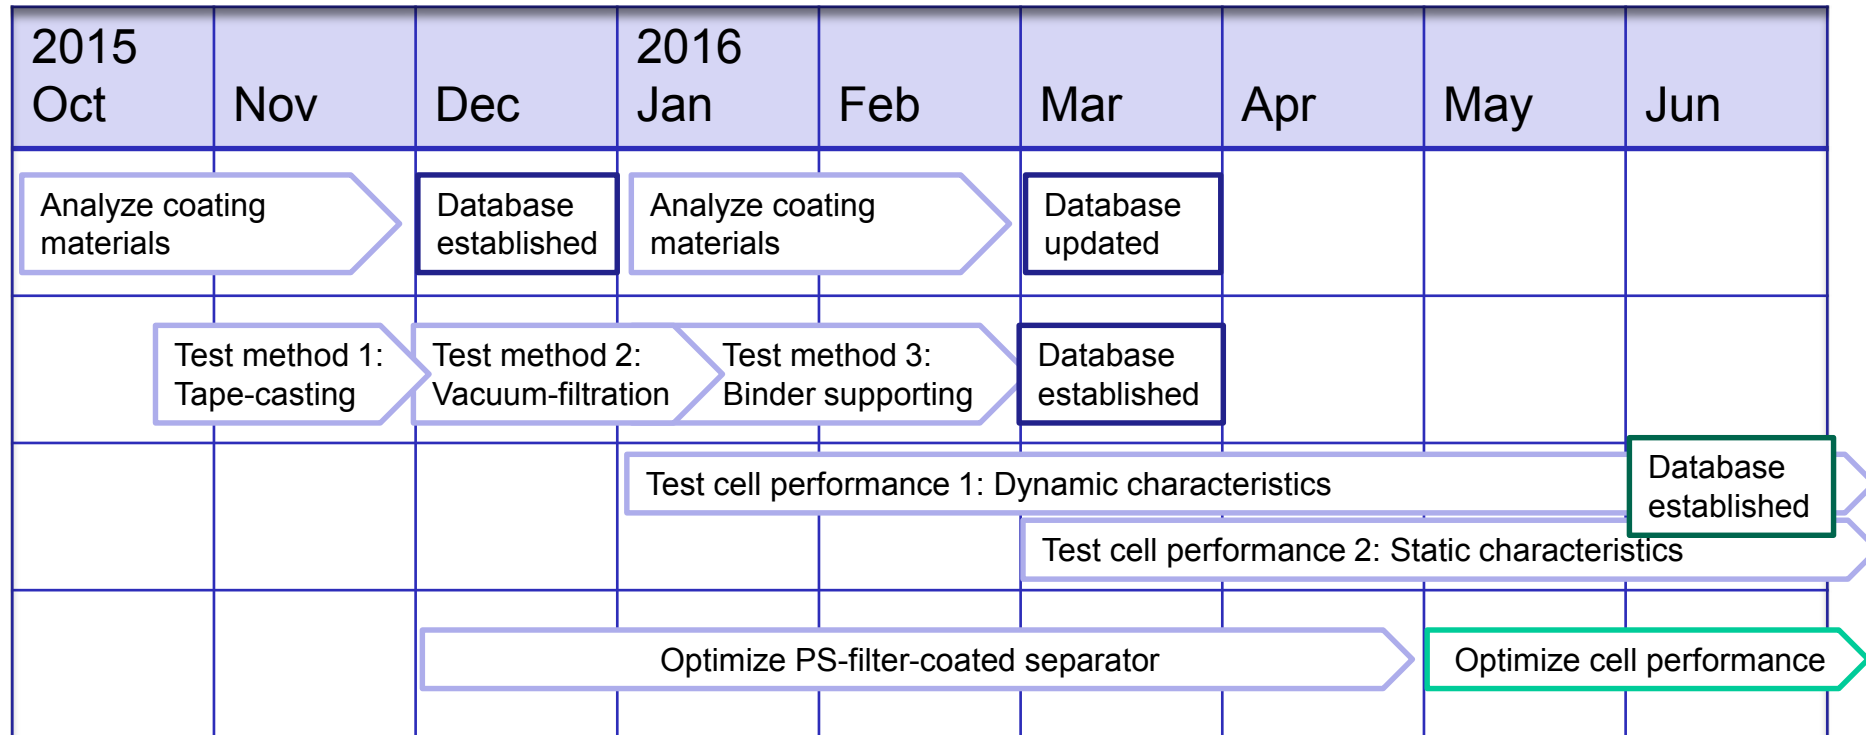 2015
Oct
Nov
Dec
2016
Jan
Feb
Mar
Apr
May
Jun
Analyze coating
materials
Database
established
Analyze coating
materials
Database
updated
Test method 1:
Tape-casting
Test method 2:
Vacuum-filtration
Test method 3:
Binder supporting
Database
established
Test cell performance 1: Dynamic characteristics
Database
established
Test cell performance 2: Static characteristics
Optimize PS-filter-coated separator
Optimize cell performance